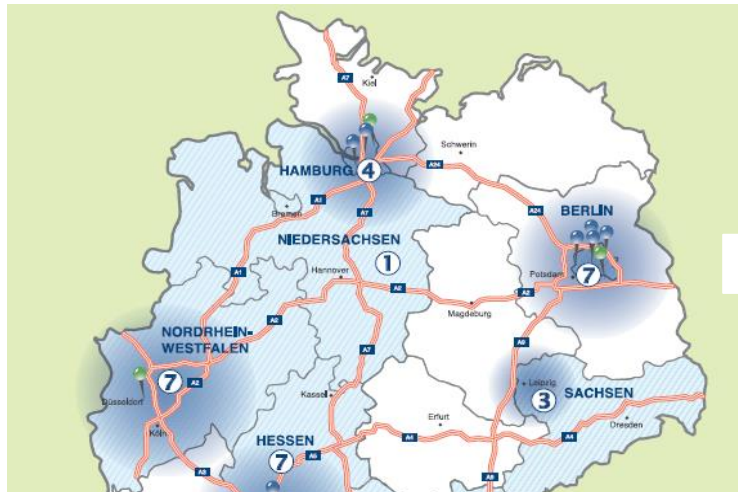 A7
Kiel
Schwerin
HAMBURG
4
A24
A1
A7
Bremen
A24
BERLIN
NIEDERSACHSEN
1
Hannover
A1
A2
Potsdam
7
A2
Magdeburg
A2
NORDRHEIN-
WESTFALEN
A7
A9
7
A2
Düsseldorf
Kassel
Leipzig
3
SACHSEN
Köln
HESSEN
Erfurt
A4
A4
Dresden
7
A5
A9